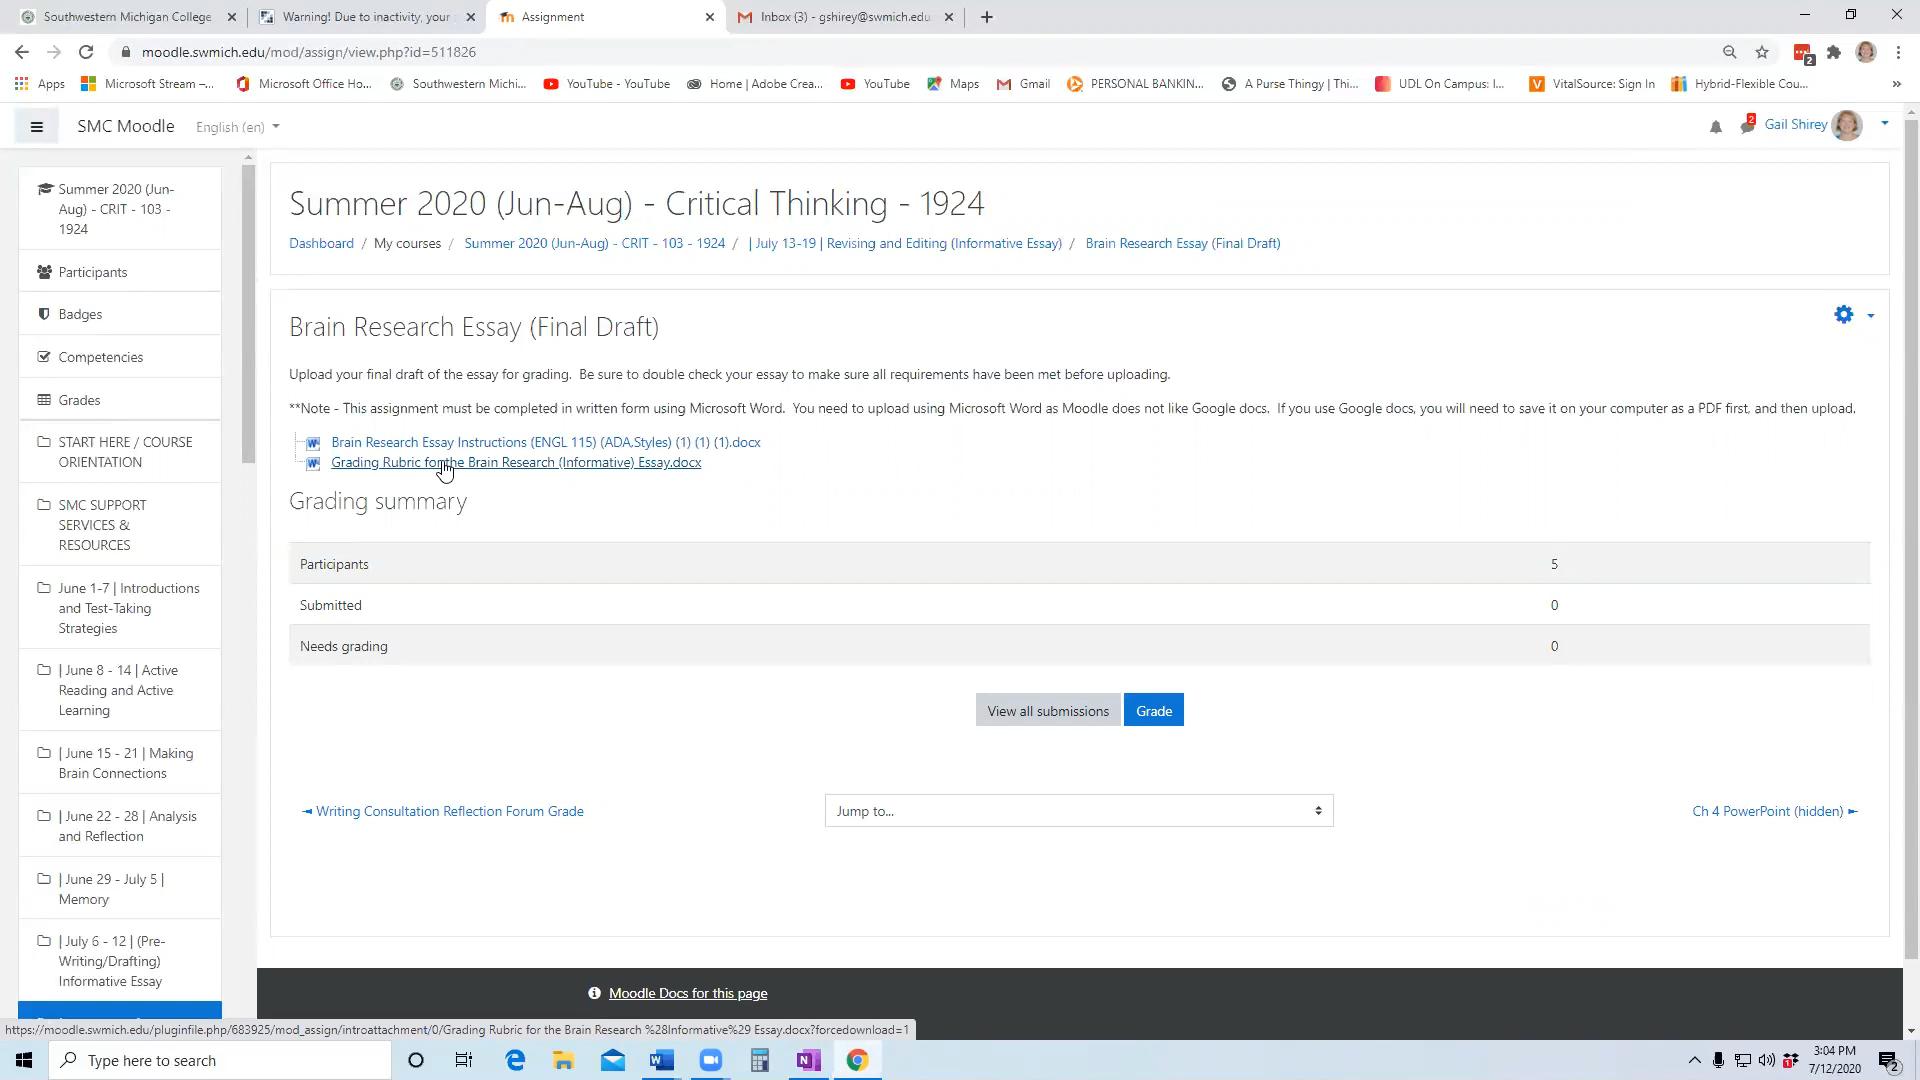 Southwestern Michigan College
Warning! Due to inactivity, your
Assignment
Inbox (3) - gshirey@swmich.edu
moodle.swmich.edu/mod/assign/view.php?id=511826
2
Apps
Microsoft Stream –...
Microsoft Office Ho...
Southwestern Michi...
YouTube - YouTube
Home | Adobe Crea...
YouTube
Maps
Gmail
PERSONAL BANKIN...
A Purse Thingy | Thi...
UDL On Campus: I...
VitalSource: Sign In
Hybrid-Flexible Cou...
»
SMC Moodle
English (en)
2
Gail Shirey
Summer 2020 (Jun-
Aug) - CRIT - 103 -
1924
Participants
Badges
Competencies
Grades
START HERE / COURSE
ORIENTATION
SMC SUPPORT
SERVICES &
RESOURCES
June 1-7 | Introductions
and Test-Taking
Strategies
| June 8 - 14 | Active
Reading and Active
Learning
| June 15 - 21 | Making
Brain Connections
| June 22 - 28 | Analysis
and Reflection
| June 29 - July 5 |
Memory
| July 6 - 12 | (Pre-
Writing/Drafting)
Informative Essay
Summer 2020 (Jun-Aug) - Critical Thinking - 1924
Dashboard / My courses / Summer 2020 (Jun-Aug) - CRIT - 103 - 1924 / | July 13-19 | Revising and Editing (Informative Essay) / Brain Research Essay (Final Draft)
Brain Research Essay (Final Draft)
Upload your final draft of the essay for grading. Be sure to double check your essay to make sure all requirements have been met before uploading.
**Note - This assignment must be completed in written form using Microsoft Word. You need to upload using Microsoft Word as Moodle does not like Google docs. If you use Google docs, you will need to save it on your computer as a PDF first, and then upload.
Brain Research Essay Instructions (ENGL 115) (ADA,Styles) (1) (1) (1).docx
Grading Rubric for the Brain Research (Informative) Essay.docx
Grading summary
Participants 5
Submitted 0
Needs grading 0
View all submissions
Grade
◄ Writing Consultation Reflection Forum Grade
Jump to...
Ch 4 PowerPoint (hidden) ►
Moodle Docs for this page
https://moodle.swmich.edu/pluginfile.php/683925/mod_assign/introattachment/0/Grading Rubric for the Brain Research %28Informative%29 Essay.docx?forcedownload=1
Type here to search
3:04 PM
7/12/2020
2